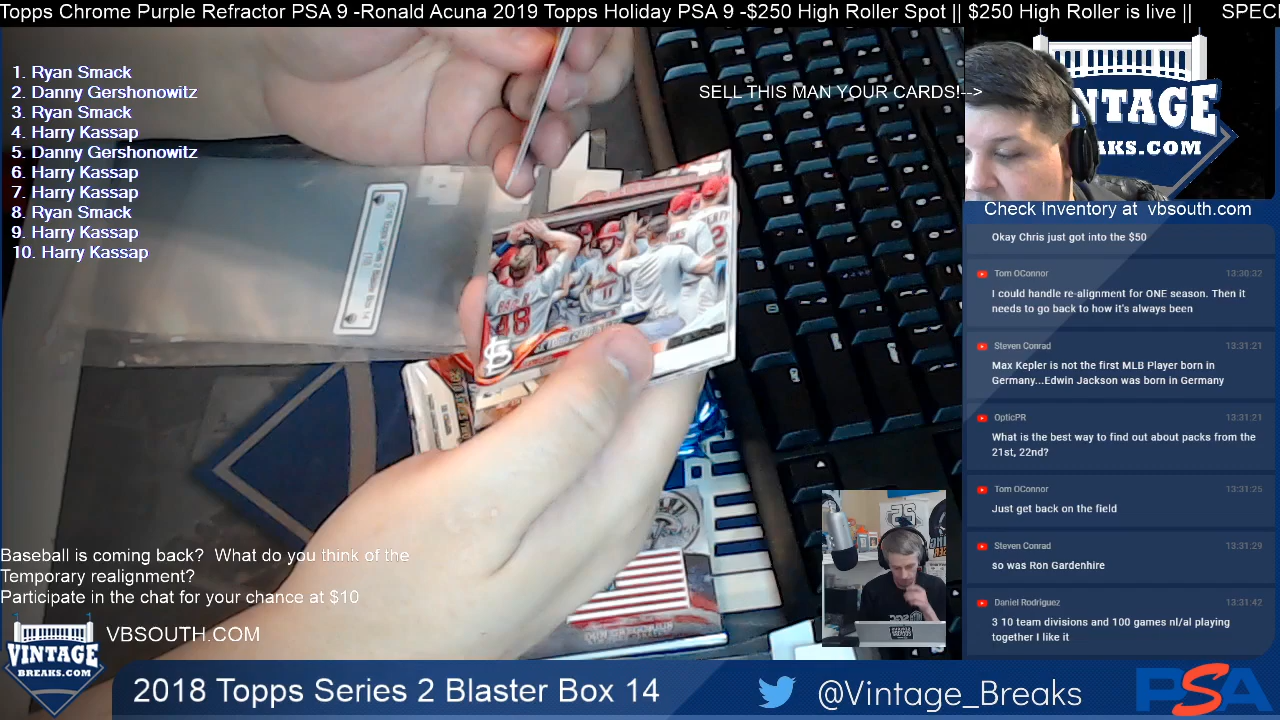 Topps Chrome Purple Refractor PSA 9 -Ronald Acuna 2019 Topps Holiday PSA 9 -$250 High Roller Spot || $250 High Roller is live || SPECI
1. Ryan Smack
2. Danny Gershonowitz
3. Ryan Smack
4. Harry Kassap
5. Danny Gershonowitz
6. Harry Kassap
7. Harry Kassap
8. Ryan Smack
9. Harry Kassap
10. Harry Kassap
SELL THIS MAN YOUR CARDS!-->
48
VINTAGE
BREAKS.COM
Check Inventory at vbsouth.com
Okay Chris just got into the $50
Tom OConnor 13:30:32
I could handle re-alignment for ONE season. Then it
needs to go back to how it's always been
Steven Conrad 13:31:21
Max Kepler is not the first MLB Player born in
Germany...Edwin Jackson was born in Germany
OpticPR 13:31:21
What is the best way to find out about packs from the
21st, 22nd?
Tom OConnor 13:31:25
Just get back on the field
Steven Conrad 13:31:29
so was Ron Gardenhire
Daniel Rodriguez 13:31:42
3 10 team divisions and 100 games nl/al playing
together I like it
Baseball is coming back? What do you think of the
Temporary realignment?
Participate in the chat for your chance at $10
VINTAGE
BREAKS.COM
VBSOUTH.COM
2018 Topps Series 2 Blaster Box 14
@Vintage_Breaks
PSA